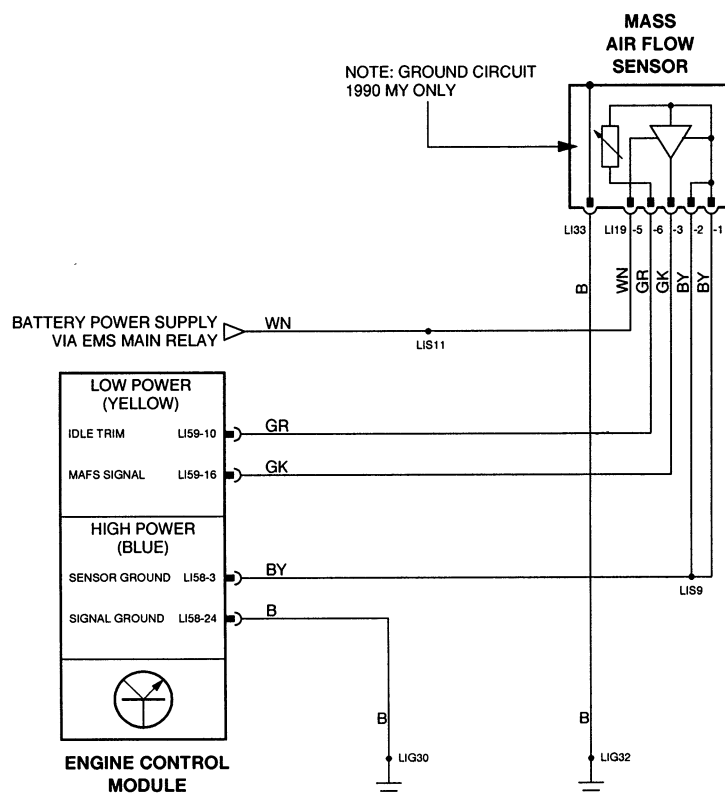 MASS
AIR FLOW
SENSOR
NOTE: GROUND CIRCUIT
1990 MY ONLY
LI33 LI19 -5 -6 -3 -2 -1
B WN GR GK BY BY
BATTERY POWER SUPPLY
VIA EMS MAIN RELAY
WN
LIS11
LOW POWER
(YELLOW)
IDLE TRIM LI59-10 GR
MAFS SIGNAL LI59-16 GK
HIGH POWER
(BLUE)
SENSOR GROUND LI58-3 BY
LIS9
SIGNAL GROUND LI58-24 B
B B
LIG30 LIG32
ENGINE CONTROL
MODULE